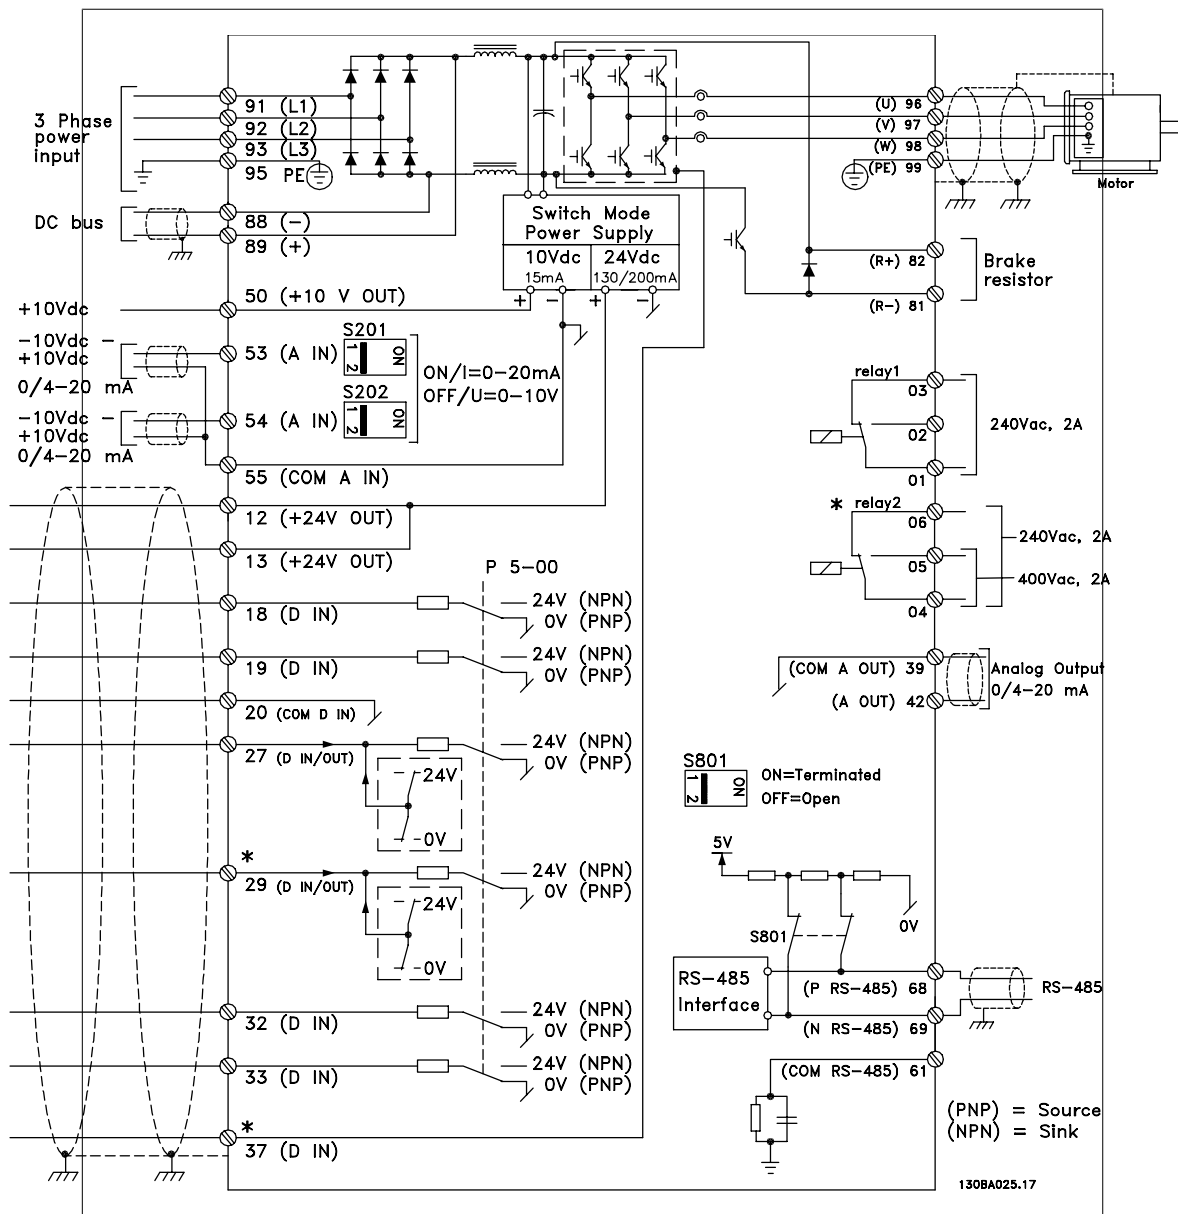 3 Phase
power
input
91 (L1)
92 (L2)
93 (L3)
95 PE
DC bus
88 (−)
89 (+)
Switch Mode
Power Supply
10Vdc
15mA
24Vdc
130/200mA
+ − + −
(U) 96
(V) 97
(W) 98
(PE) 99
Motor
(R+) 82
(R−) 81
Brake
resistor
+10Vdc
50 (+10 V OUT)
−10Vdc −
+10Vdc
0/4−20 mA
53 (A IN)
S201
1 2
ON
−10Vdc −
+10Vdc
0/4−20 mA
54 (A IN)
S202
1 2
ON
ON/I=0−20mA
OFF/U=0−10V
55 (COM A IN)
12 (+24V OUT)
13 (+24V OUT)
relay1
03
02
01
240Vac, 2A
* relay2
06
05
04
240Vac, 2A
400Vac, 2A
P 5−00
18 (D IN)
24V (NPN)
0V (PNP)
19 (D IN)
24V (NPN)
0V (PNP)
20 (COM D IN)
27 (D IN/OUT)
24V (NPN)
0V (PNP)
24V
0V
*
29 (D IN/OUT)
24V (NPN)
0V (PNP)
24V
0V
32 (D IN)
24V (NPN)
0V (PNP)
33 (D IN)
24V (NPN)
0V (PNP)
*
37 (D IN)
(COM A OUT) 39
(A OUT) 42
Analog Output
0/4−20 mA
S801
1 2
ON
ON=Terminated
OFF=Open
5V
S801
0V
RS−485
Interface
(P RS−485) 68
(N RS−485) 69
RS−485
(COM RS−485) 61
(PNP) = Source
(NPN) = Sink
130BA025.17